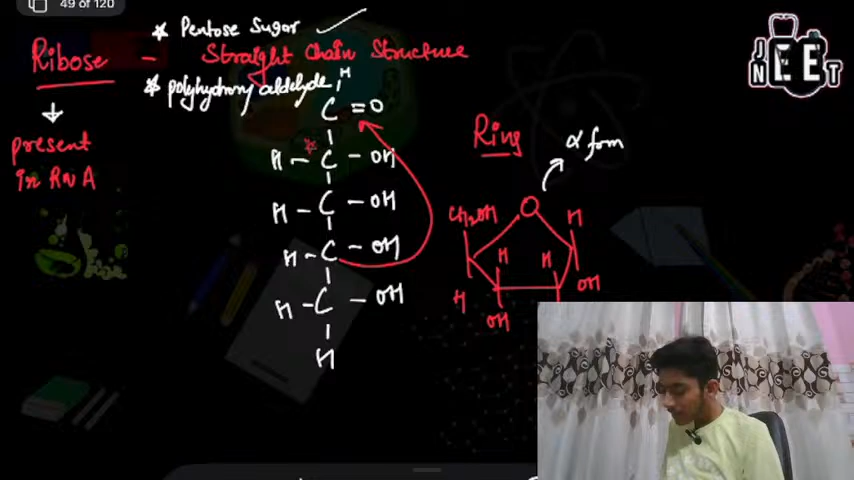 49 of 120
* Pentose Sugar
Ribose - Straight Chain Structure
* polyhydroxy aldehyde
present
in RNA
H
C = O
H - C - OH
H - C - OH
H - C - OH
H - C - OH
H
Ring
α form
O
CH₂OH
H
H
H
H
OH
OH
JR
NEET